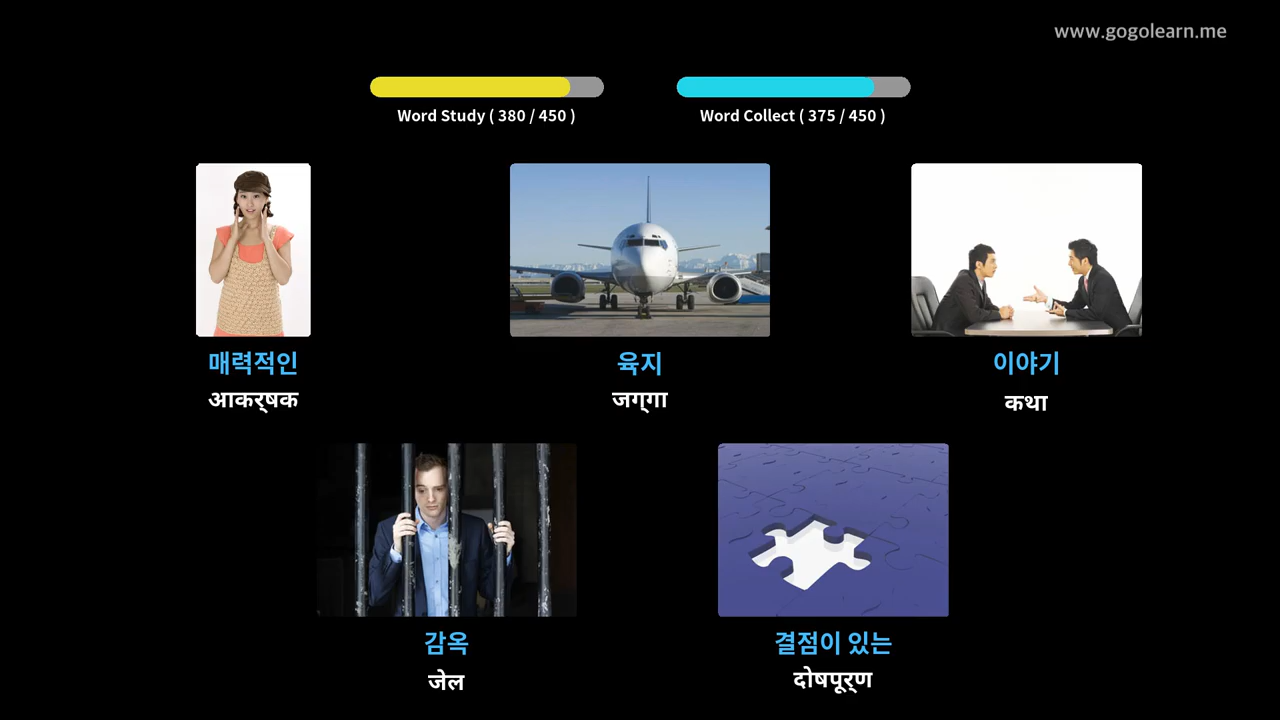 www.gogolearn.me
Word Study ( 380 / 450 )
Word Collect ( 375 / 450 )
매력적인
आकर्षक
육지
जग्गा
이야기
कथा
감옥
जेल
결점이 있는
दोषपूर्ण